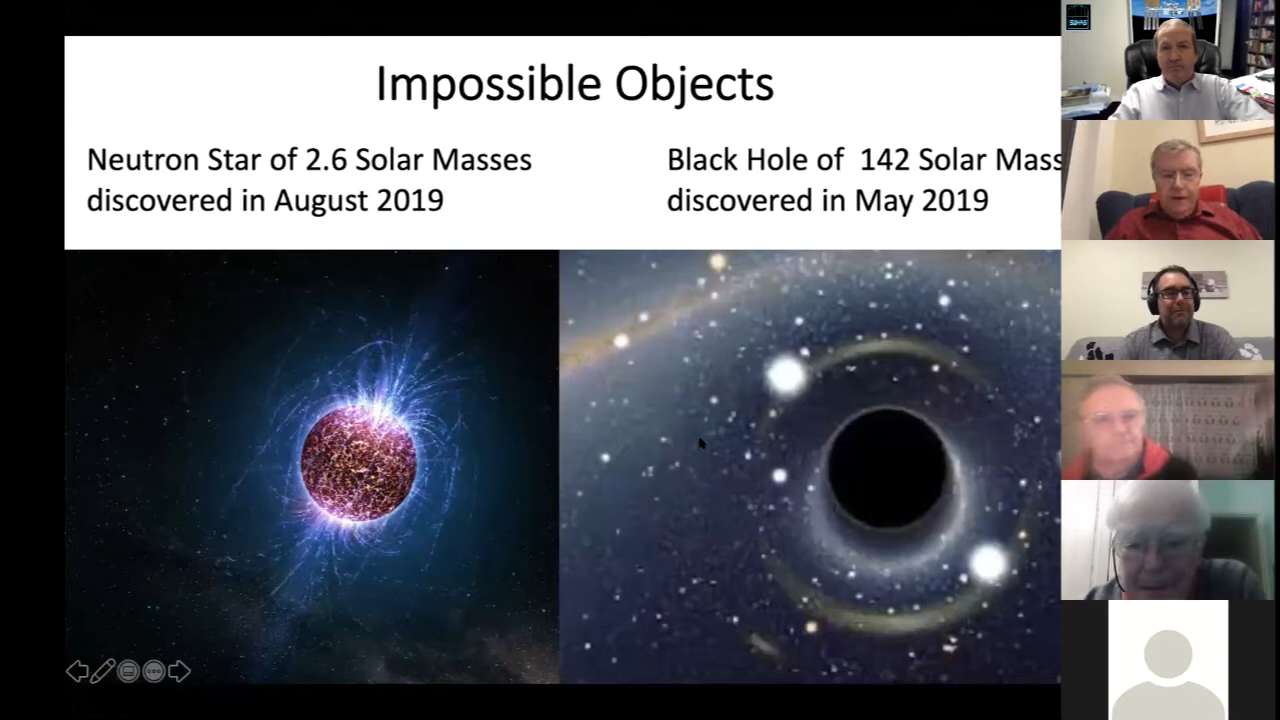 Impossible Objects
Neutron Star of 2.6 Solar Masses
discovered in August 2019
Black Hole of 142 Solar Mass
discovered in May 2019